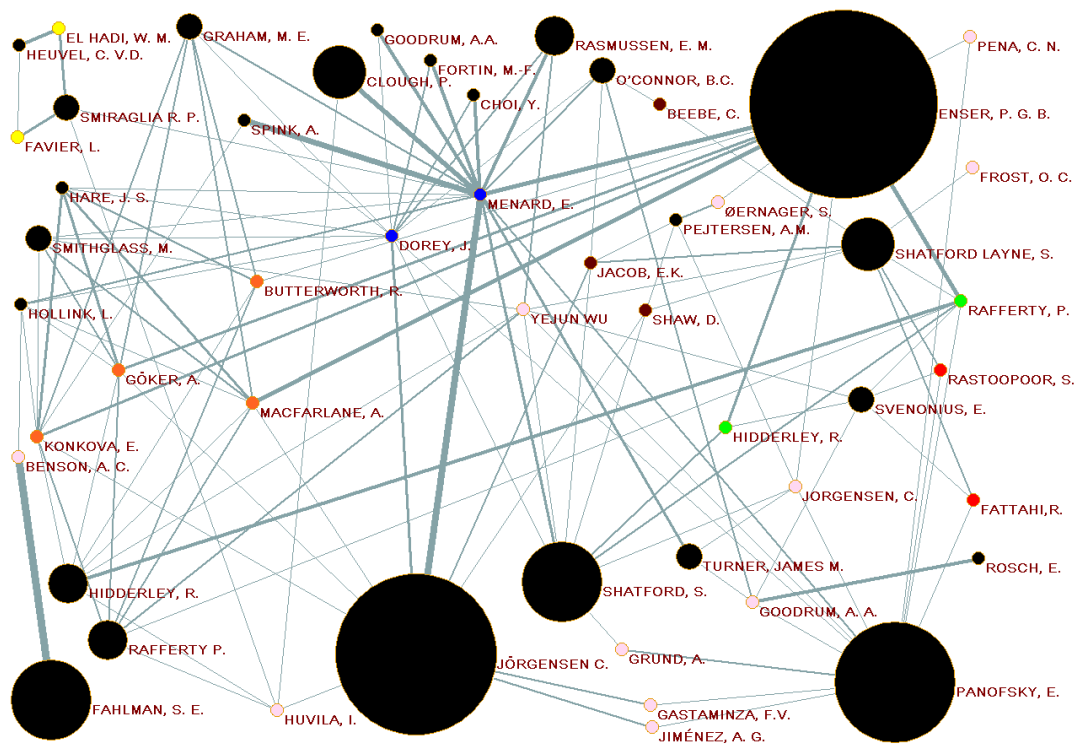 EL HADI, W. M.
HEUVEL, C. V.D.
GRAHAM, M. E.
GOODRUM, A.A.
RASMUSSEN, E. M.
PENA, C. N.
FORTIN, M.-F.
CLOUGH, P.
O'CONNOR, B.C.
CHOI, Y.
BEEBE, C.
ENSER, P. G. B.
SMIRAGLIA R. P.
SPINK, A.
FAVIER, L.
FROST, O. C.
HARE, J. S.
MENARD, E.
ØERNAGER, S.
PEJTERSEN, A.M.
SMITHGLASS, M.
DOREY, J.
SHATFORD LAYNE, S.
JACOB, E.K.
BUTTERWORTH, R.
RAFFERTY, P.
HOLLINK, L.
YEJUN WU
SHAW, D.
GÖKER, A.
RASTOOPOOR, S.
MACFARLANE, A.
SVENONIUS, E.
HIDDERLEY, R.
KONKOVA, E.
BENSON, A. C.
JORGENSEN, C.
FATTAHI,R.
TURNER, JAMES M.
ROSCH, E.
HIDDERLEY, R.
SHATFORD, S.
GOODRUM, A. A.
RAFFERTY P.
GRUND, A.
JÖRGENSEN C.
PANOFSKY, E.
FAHLMAN, S. E.
GASTAMINZA, F.V.
HUVILA, I.
JIMÉNEZ, A. G.